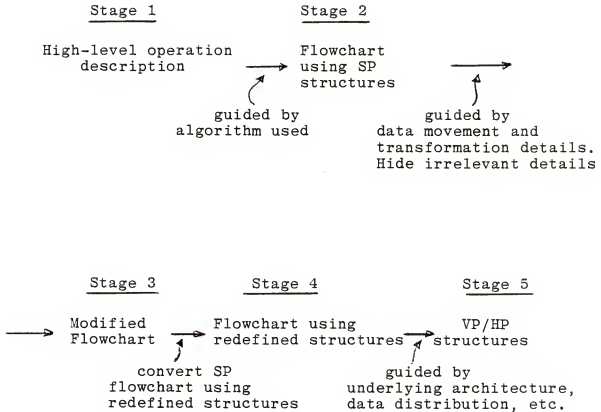 Stage 1
Stage 2
High-level operation
description
Flowchart
using SP
structures
guided by
algorithm used
guided by
data movement and
transformation details.
Hide irrelevant details
Stage 3
Stage 4
Stage 5
Modified
Flowchart
Flowchart using
redefined structures
VP/HP
structures
convert SP
flowchart using
redefined structures
guided by
underlying architecture,
data distribution, etc.